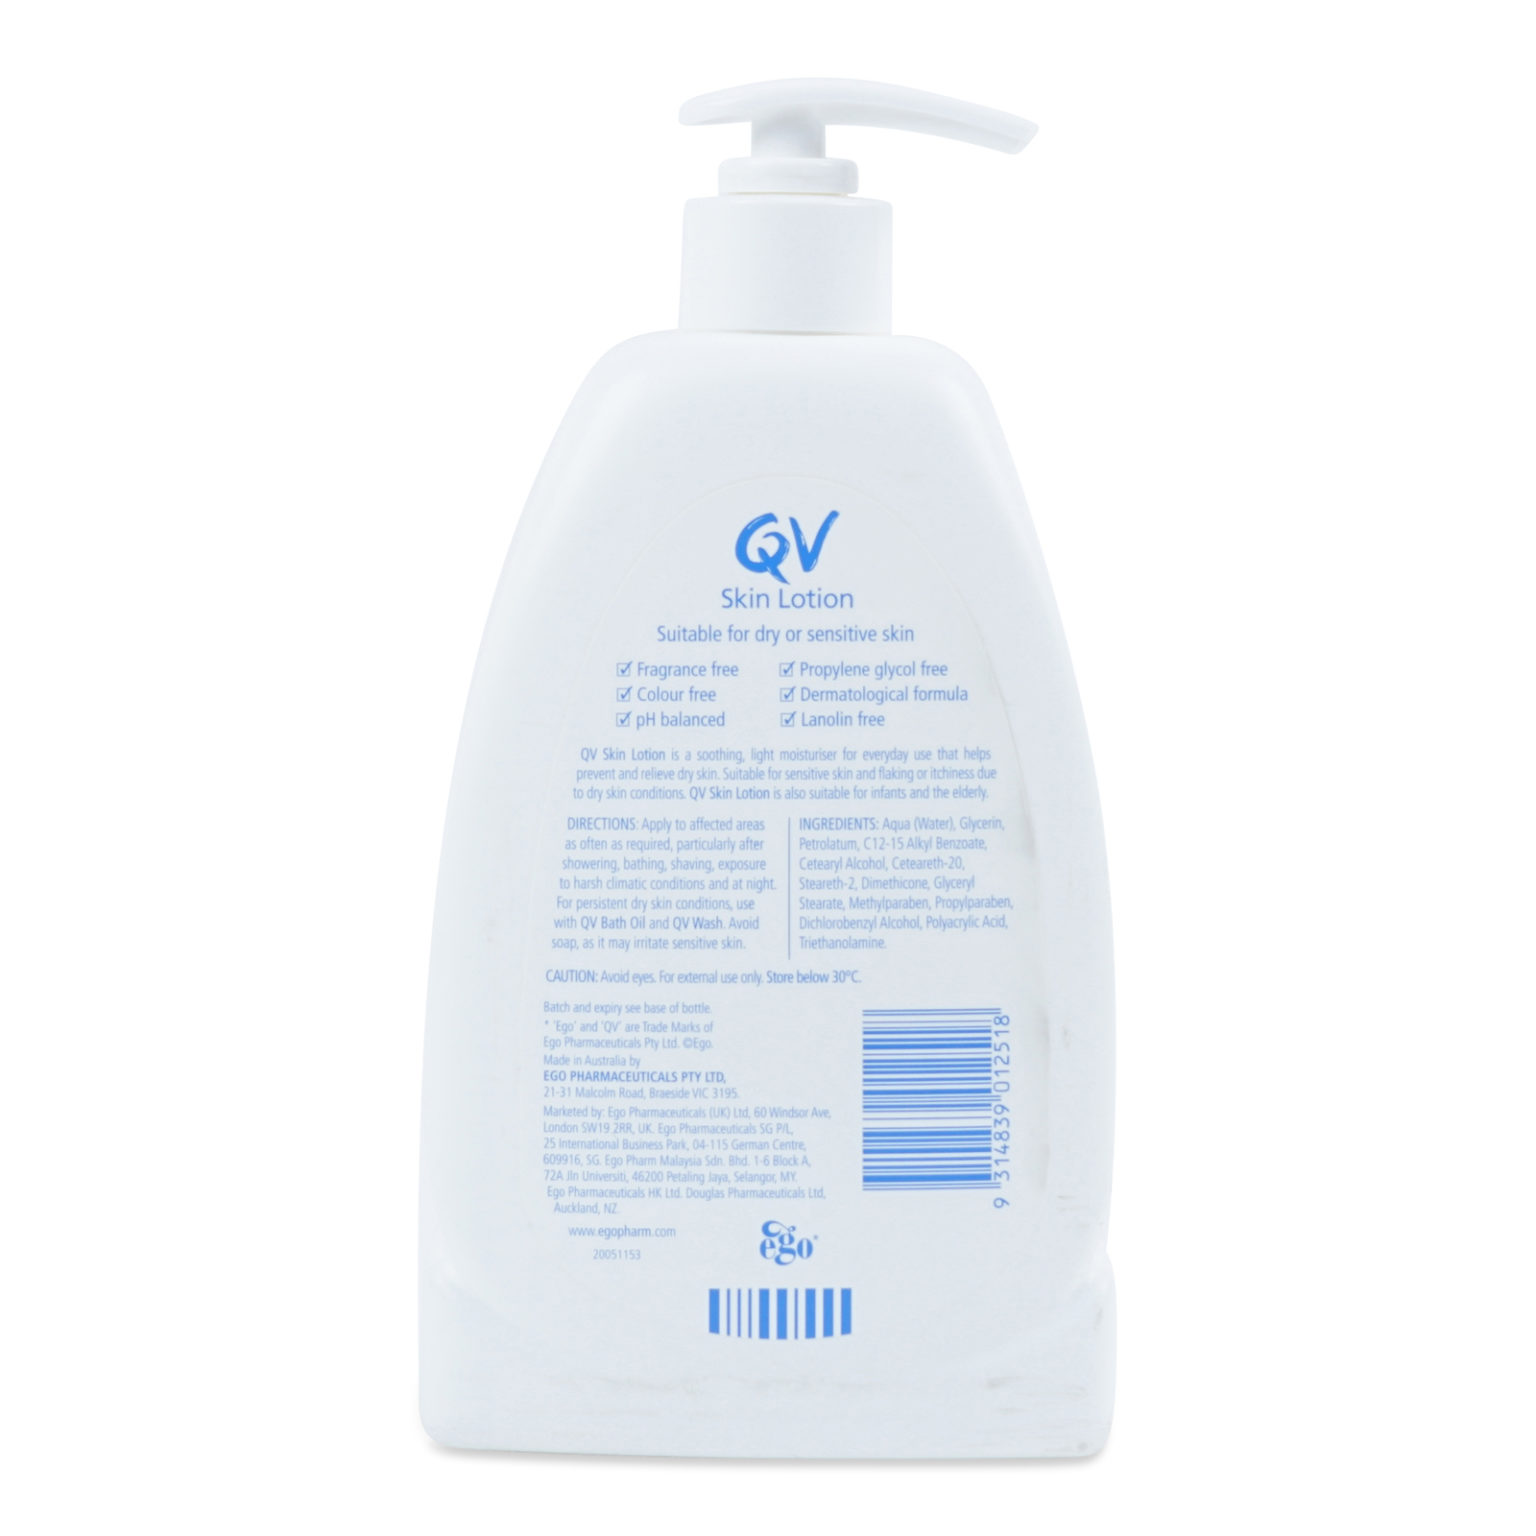 QV
Skin Lotion
Suitable for dry or sensitive skin
☑ Fragrance free
☑ Colour free
☑ pH balanced
☑ Propylene glycol free
☑ Dermatological formula
☑ Lanolin free
QV Skin Lotion is a soothing, light moisturiser for everyday use that helps
prevent and relieve dry skin. Suitable for sensitive skin and flaking or itchiness due
to dry skin conditions. QV Skin Lotion is also suitable for infants and the elderly.
DIRECTIONS: Apply to affected areas
as often as required, particularly after
showering, bathing, shaving, exposure
to harsh climatic conditions and at night.
For persistent dry skin conditions, use
with QV Bath Oil and QV Wash. Avoid
soap, as it may irritate sensitive skin.
INGREDIENTS: Aqua (Water), Glycerin,
Petrolatum, C12-15 Alkyl Benzoate,
Cetearyl Alcohol, Ceteareth-20,
Steareth-2, Dimethicone, Glyceryl
Stearate, Methylparaben, Propylparaben,
Dichlorobenzyl Alcohol, Polyacrylic Acid,
Triethanolamine.
CAUTION: Avoid eyes. For external use only. Store below 30°C.
Batch and expiry see base of bottle.
* 'Ego' and 'QV' are Trade Marks of
Ego Pharmaceuticals Pty Ltd. ©Ego.
Made in Australia by
EGO PHARMACEUTICALS PTY LTD,
21-31 Malcolm Road, Braeside VIC 3195.
Marketed by: Ego Pharmaceuticals (UK) Ltd, 60 Windsor Ave,
London SW19 2RR, UK. Ego Pharmaceuticals SG P/L,
25 International Business Park, 04-115 German Centre,
609916, SG. Ego Pharm Malaysia Sdn. Bhd. 1-6 Block A,
72A Jln Universiti, 46200 Petaling Jaya, Selangor, MY.
Ego Pharmaceuticals HK Ltd. Douglas Pharmaceuticals Ltd,
Auckland, NZ.
www.egopharm.com
20051153
9 314839 012518
ego*